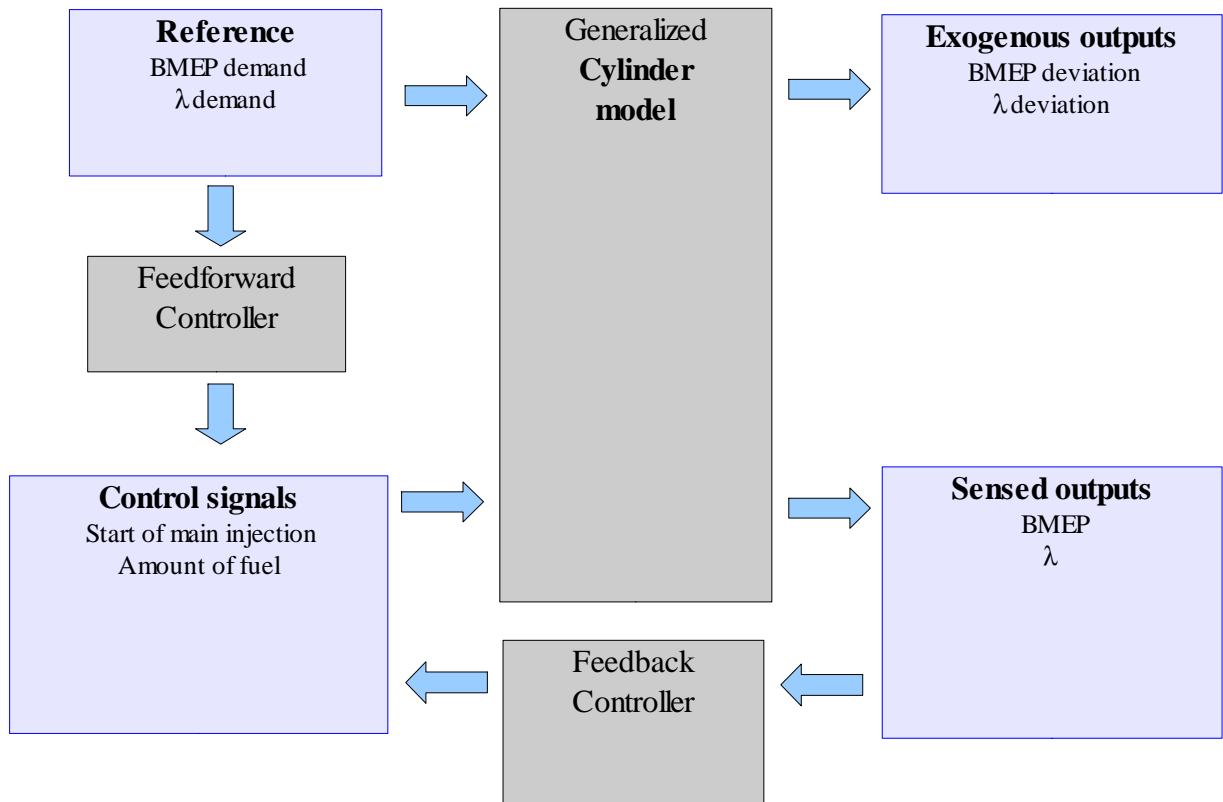 Reference
BMEP demand
λ demand
Generalized
Cylinder
model
Exogenous outputs
BMEP deviation
λ deviation
Feedforward
Controller
Control signals
Start of main injection
Amount of fuel
Sensed outputs
BMEP
λ
Feedback
Controller